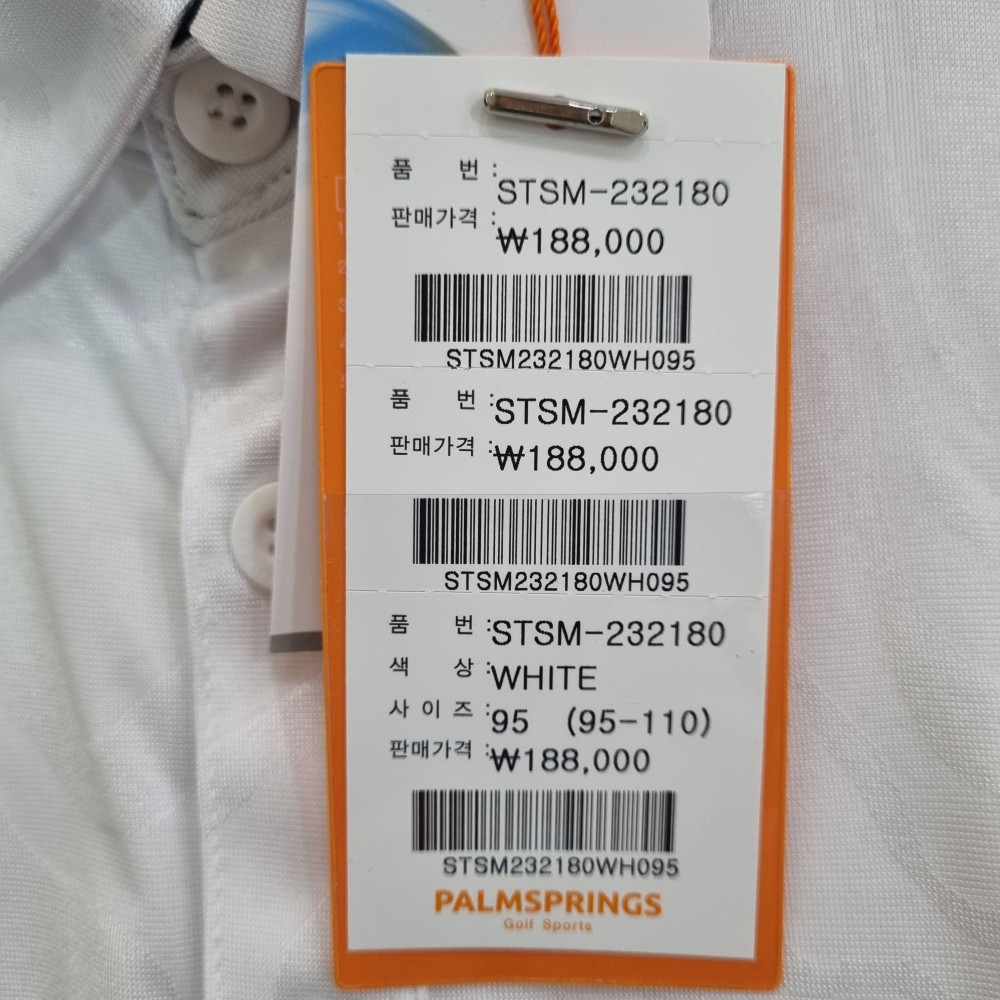 품 번 : STSM-232180
판매가격 : ₩188,000
STSM232180WH095
품 번 : STSM-232180
판매가격 : ₩188,000
STSM232180WH095
품 번 : STSM-232180
색 상 : WHITE
사 이 즈 : 95 (95-110)
판매가격 : ₩188,000
STSM232180WH095
PALMSPRINGS
Golf Sports